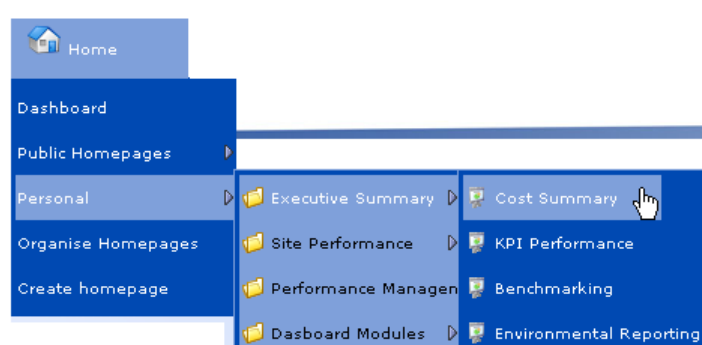 Home
Dashboard
Public Homepages
Personal
Organise Homepages
Create homepage
Executive Summary
Site Performance
Performance Managen
Dasboard Modules
Cost Summary
KPI Performance
Benchmarking
Environmental Reporting